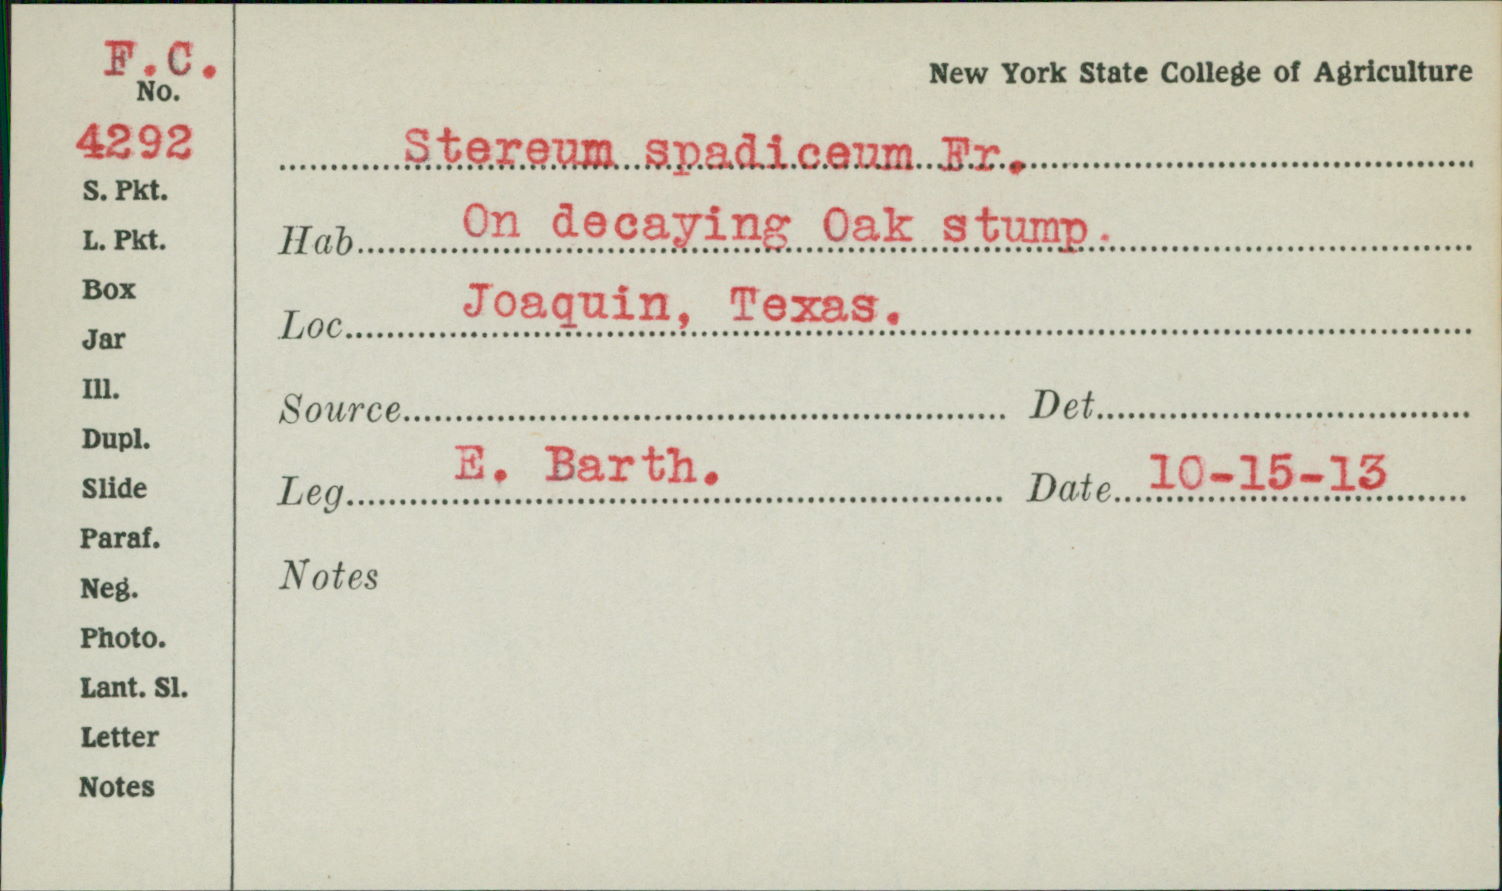 F.C.
No.
4292
S. Pkt.
L. Pkt.
Box
Jar
Ill.
Dupl.
Slide
Paraf.
Neg.
Photo.
Lant. Sl.
Letter
Notes
New York State College of Agriculture
Stereum spadiceum Fr.
Hab. On decaying Oak stump.
Loc. Joaquin, Texas.
Source Det.
Leg. E. Barth. Date 10-15-13
Notes